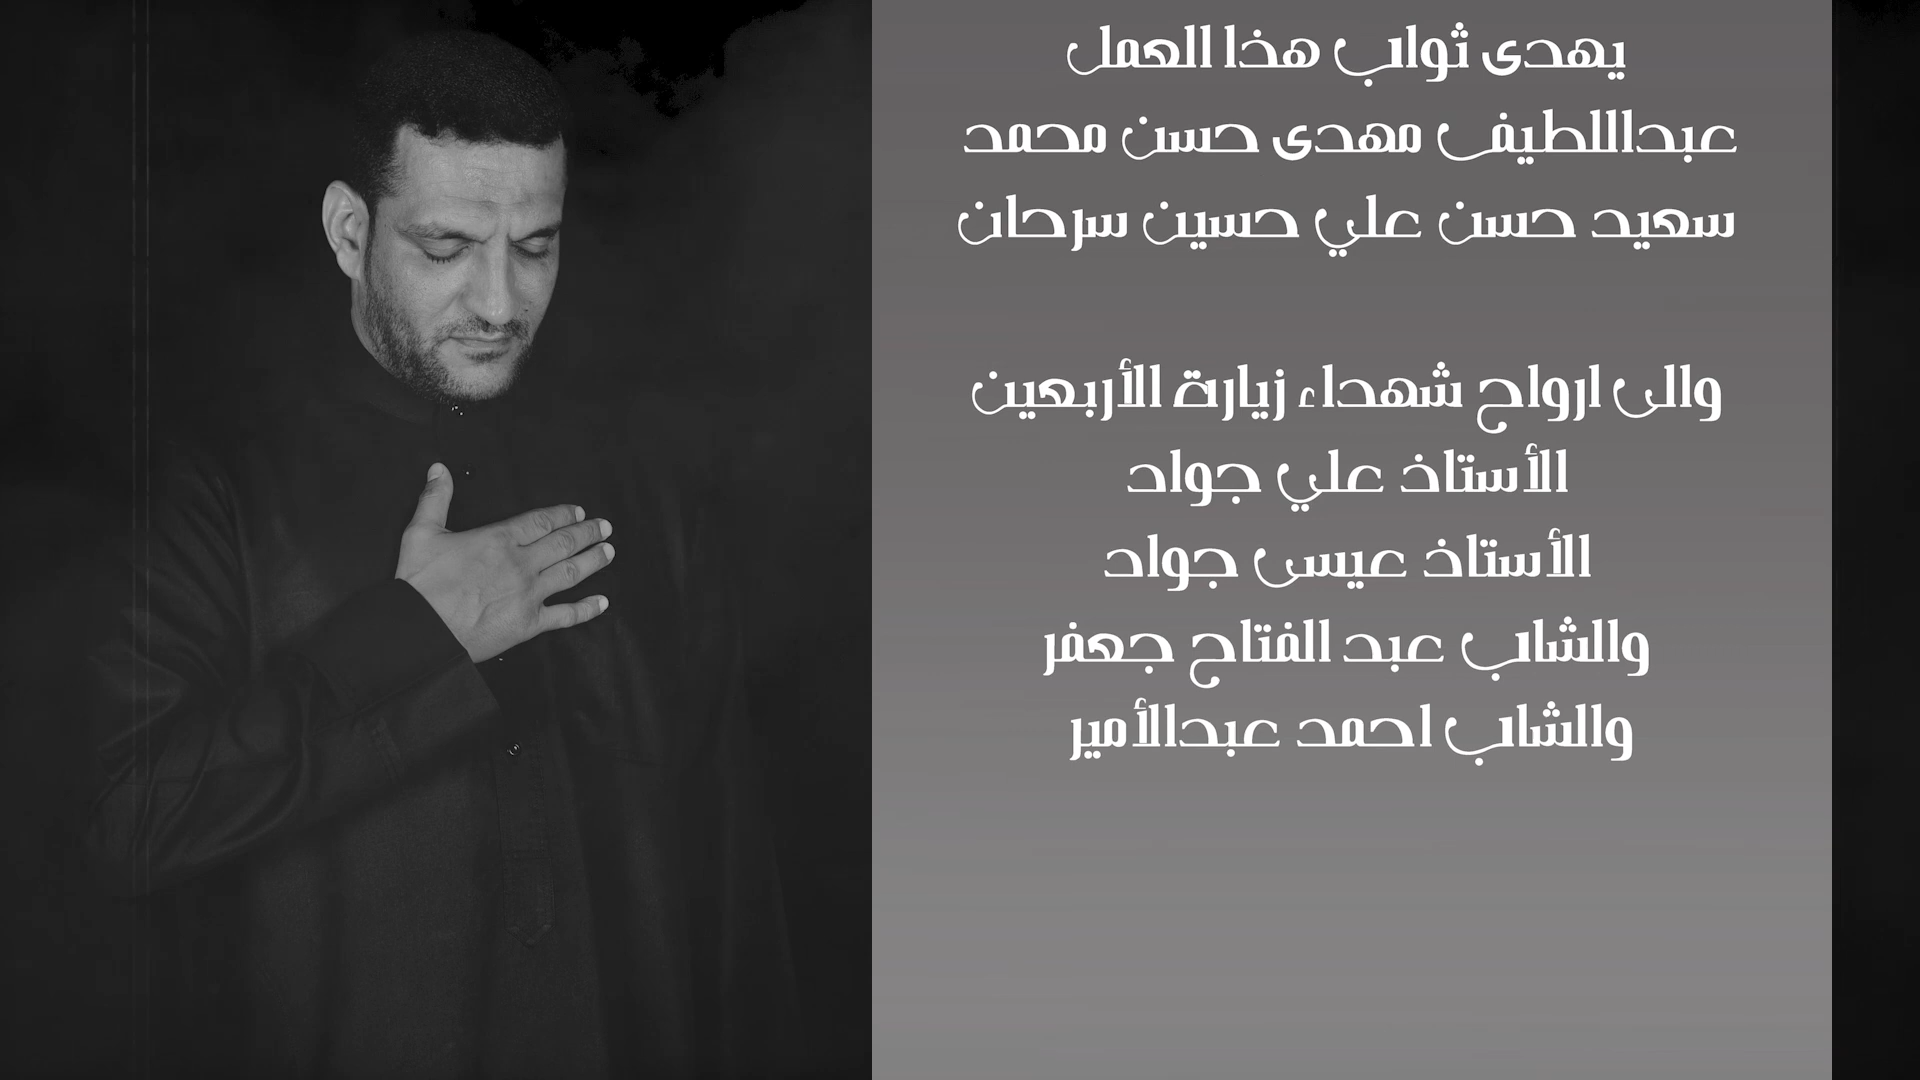 يهدى ثواب هذا العمل
عبداللطيف مهدى حسن محمد
سعيد حسن علي حسين سرحان
والى ارواح شهداء زيارة الأربعين
الأستاذ علي جواد
الأستاذ عيسى جواد
والشاب عبد الفتاح جعفر
والشاب احمد عبدالأمير